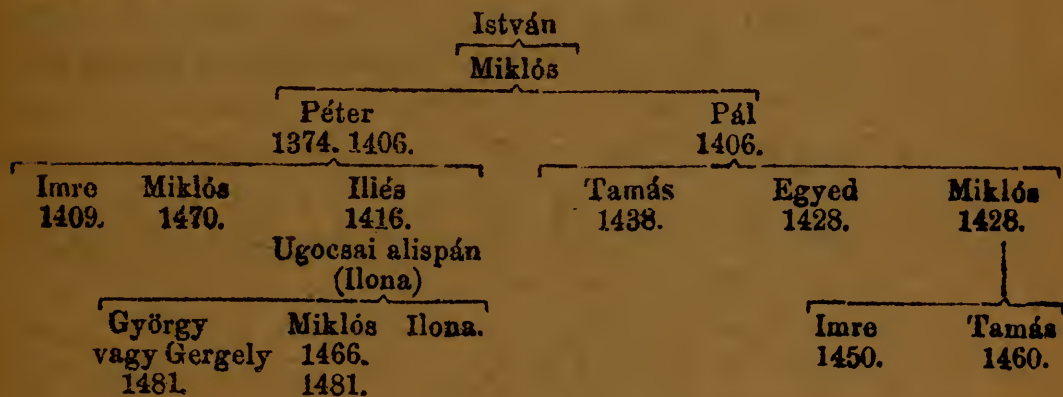 István
Miklós
Péter Pál
1374. 1406. 1406.
Imre Miklós Illés Tamás Egyed Miklós
1409. 1470. 1416. 1438. 1428. 1428.
Ugocsai alispán
(Ilona)
György Miklós Ilona. Imre Tamás
vagy Gergely 1466. 1450. 1460.
1481. 1481.